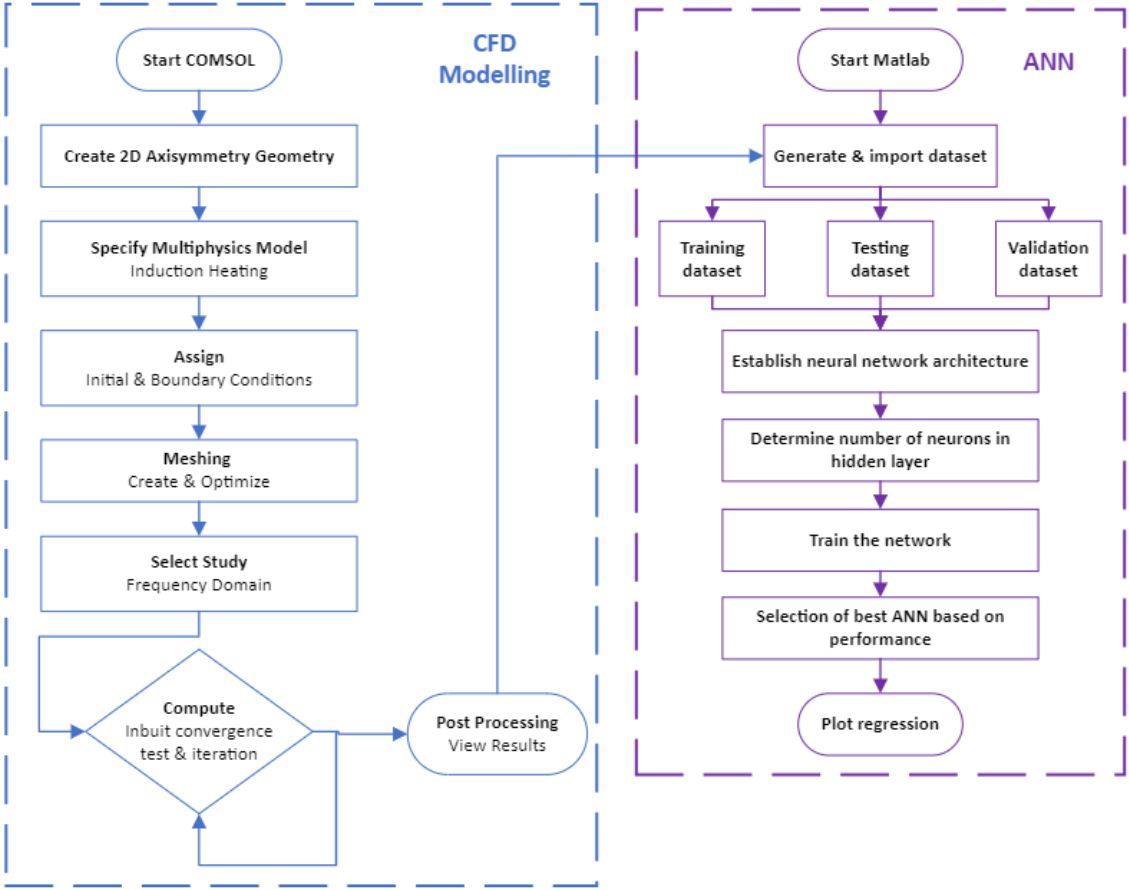 CFD
Modelling
Start COMSOL
Create 2D Axisymmetry Geometry
Specify Multiphysics Model
Induction Heating
Assign
Initial & Boundary Conditions
Meshing
Create & Optimize
Select Study
Frequency Domain
Compute
Inbuit convergence
test & iteration
Post Processing
View Results
ANN
Start Matlab
Generate & import dataset
Training
dataset
Testing
dataset
Validation
dataset
Establish neural network architecture
Determine number of neurons in
hidden layer
Train the network
Selection of best ANN based on
performance
Plot regression